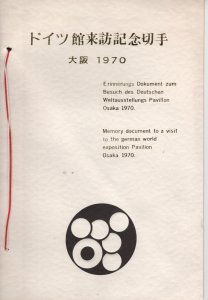 ドイツ館来訪記念切手
大阪 1970
Erinnerungs Dokument zum
Besuch des Deutschen
Weltausstellungs Pavillon
Osaka 1970.
Memory document to a visit
to the german world
exposition Pavilion
Osaka 1970.